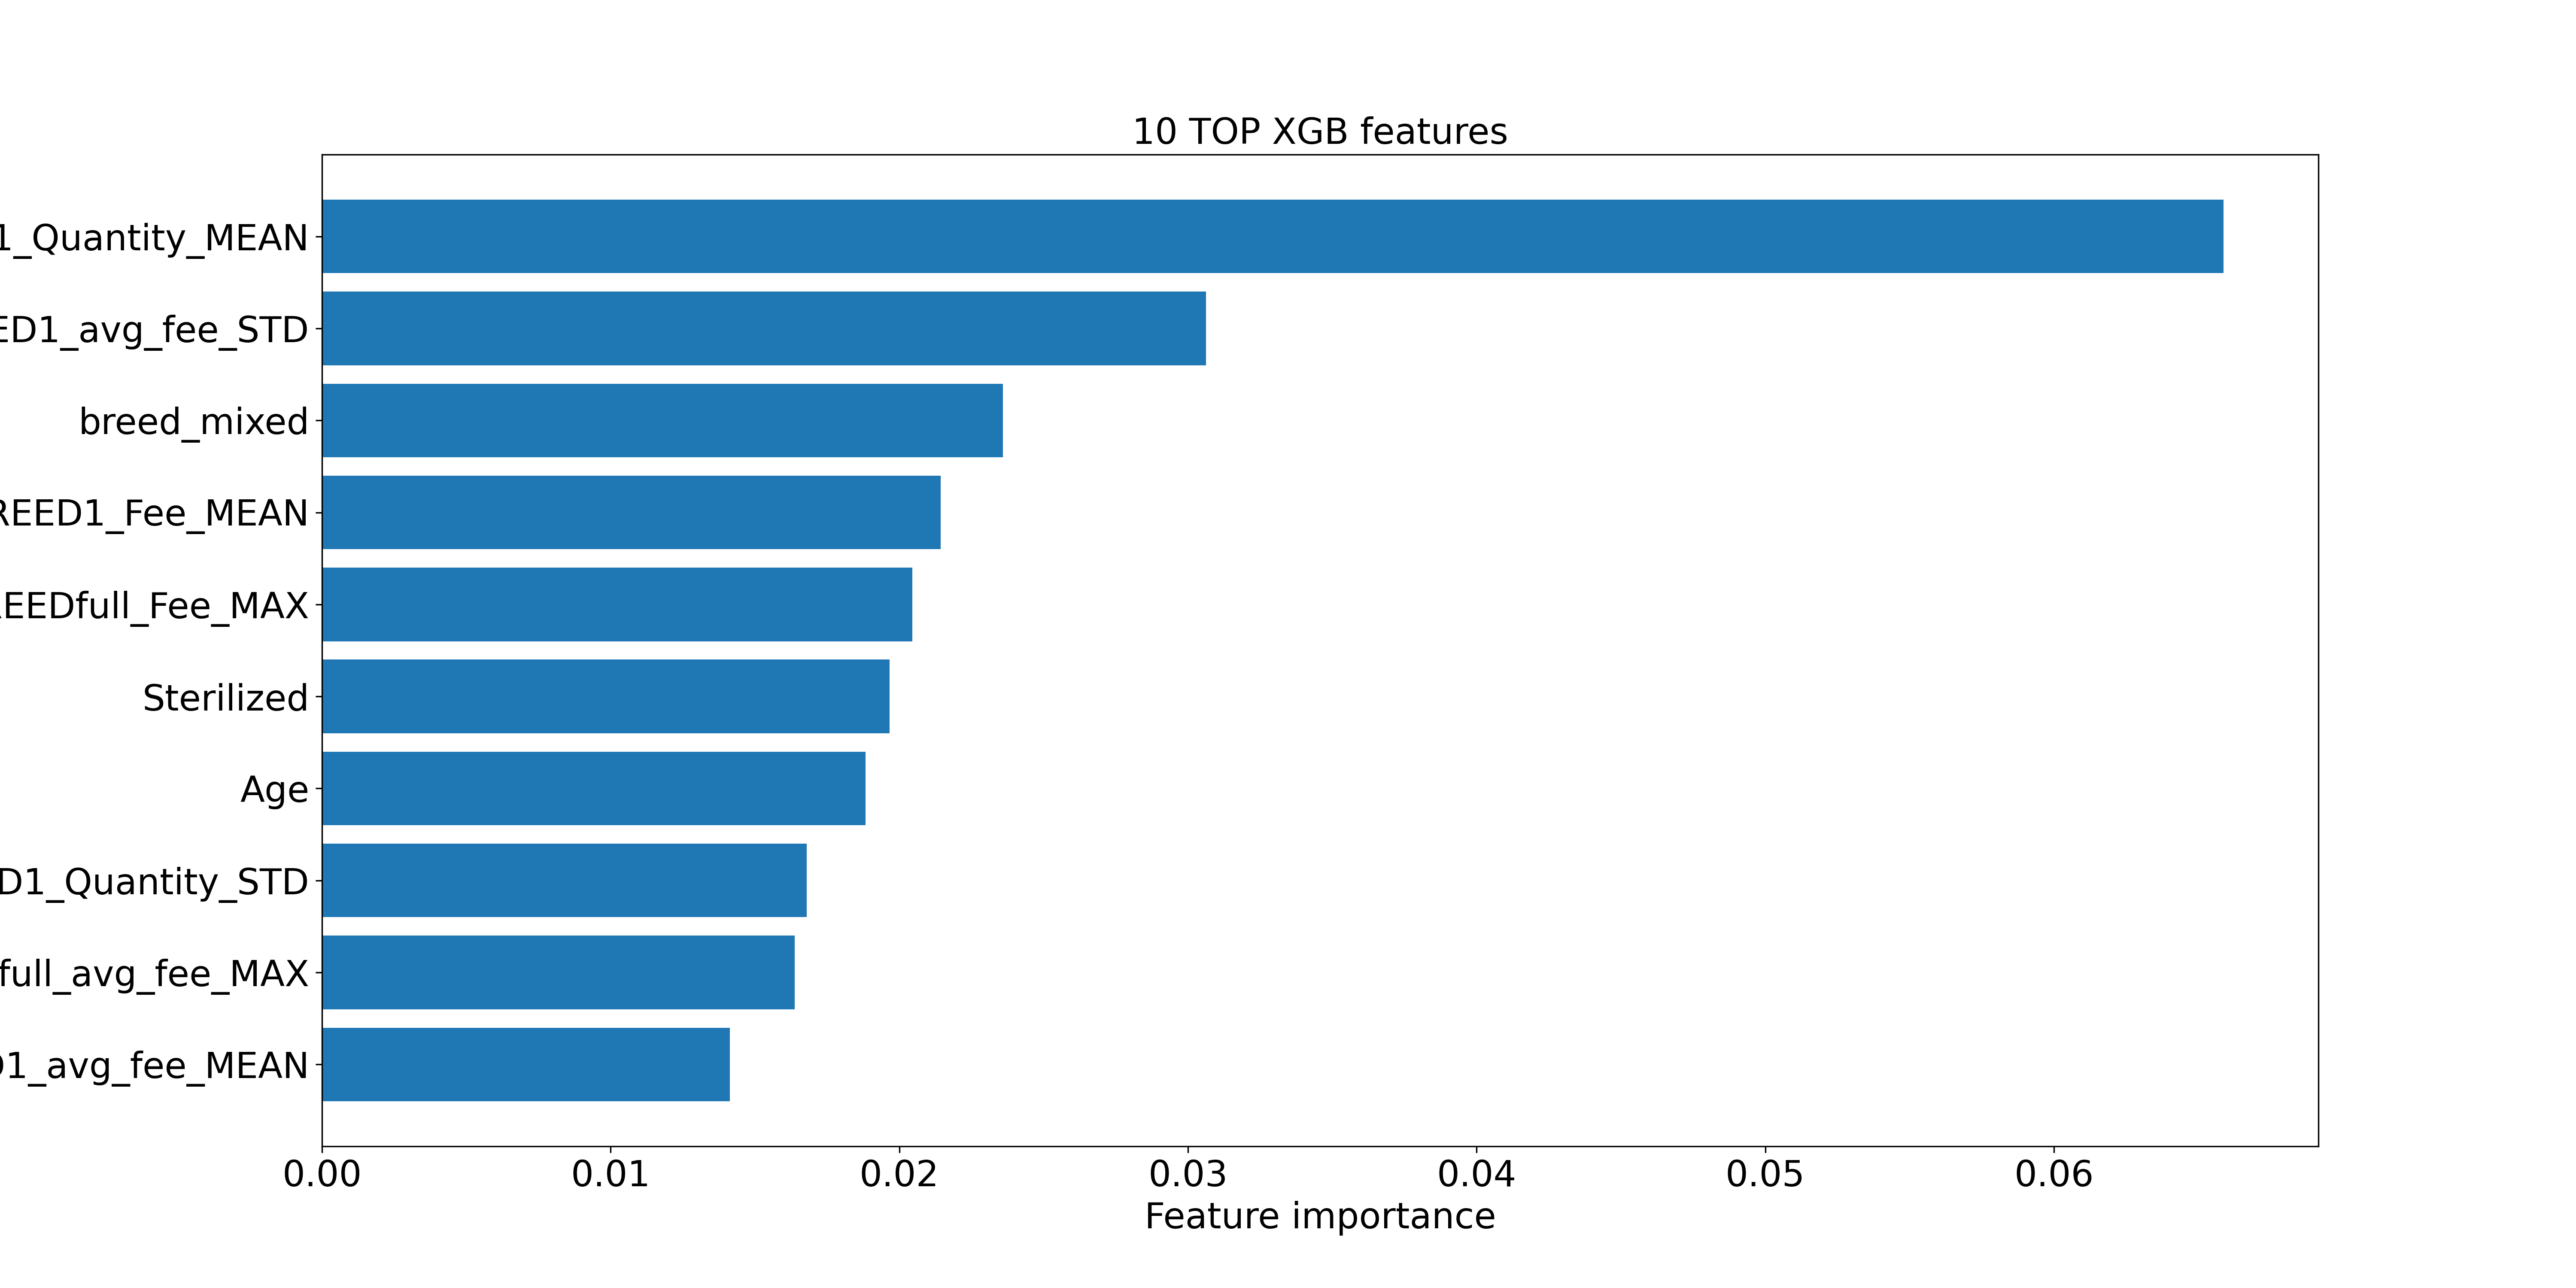 10 TOP XGB features
1_Quantity_MEAN
ED1_avg_fee_STD
breed_mixed
REED1_Fee_MEAN
EEDfull_Fee_MAX
Sterilized
Age
D1_Quantity_STD
full_avg_fee_MAX
1_avg_fee_MEAN
0.00 0.01 0.02 0.03 0.04 0.05 0.06
Feature importance